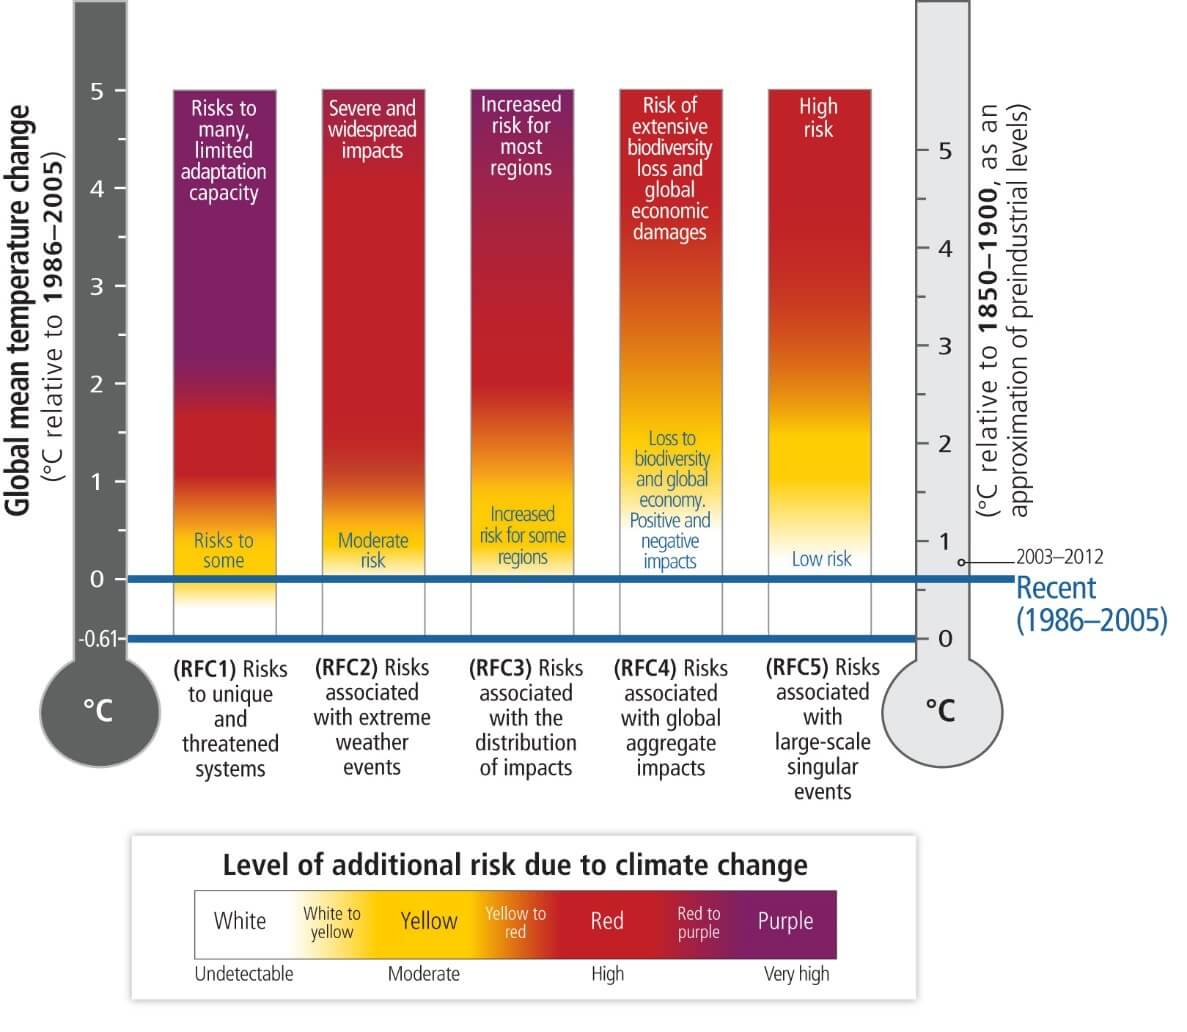 Global mean temperature change
(°C relative to 1986–2005)
5
4
3
2
1
0
-0.61
°C
Risks to
many,
limited
adaptation
capacity
Risks to
some
Severe and
widespread
impacts
Moderate
risk
Increased
risk for
most
regions
Increased
risk for some
regions
Risk of
extensive
biodiversity
loss and
global
economic
damages
Loss to
biodiversity
and global
economy.
Positive and
negative
impacts
High
risk
Low risk
5
4
3
2
1
0
°C
(°C relative to 1850–1900, as an
approximation of preindustrial levels)
2003–2012
Recent
(1986–2005)
(RFC1) Risks
to unique
and
threatened
systems
(RFC2) Risks
associated
with extreme
weather
events
(RFC3) Risks
associated
with the
distribution
of impacts
(RFC4) Risks
associated
with global
aggregate
impacts
(RFC5) Risks
associated
with
large-scale
singular
events
Level of additional risk due to climate change
White
White to
yellow
Yellow
Yellow to
red
Red
Red to
purple
Purple
Undetectable
Moderate
High
Very high